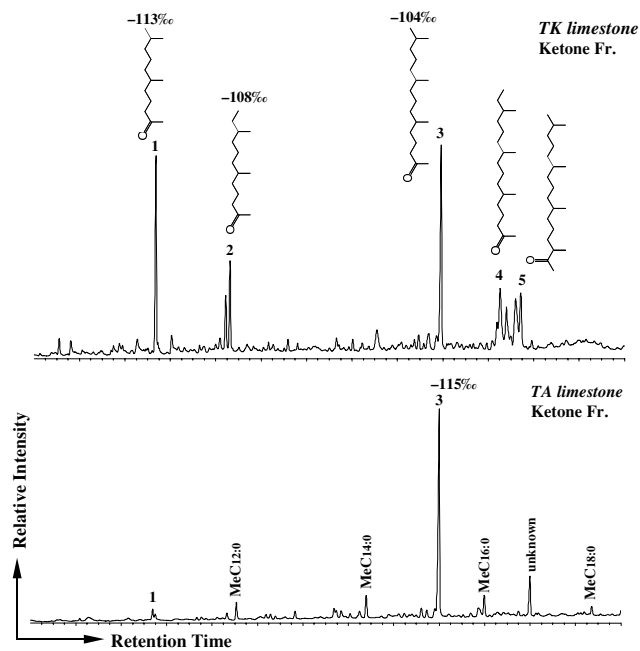 −113‰
−104‰
TK limestone
Ketone Fr.
−108‰
O
1
O
2
O
3
O
4
O
5
−115‰
3
TA limestone
Ketone Fr.
Relative Intensity
1
MeC12:0
MeC14:0
MeC16:0
unknown
MeC18:0
Retention Time